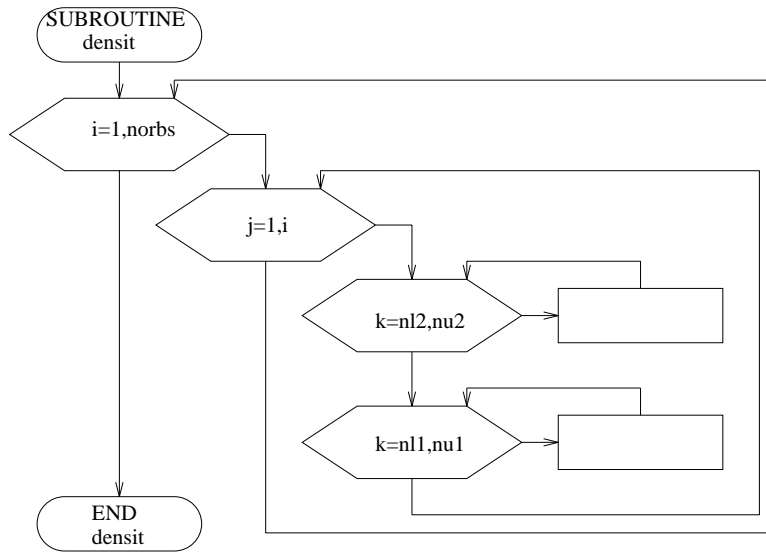 SUBROUTINE
densit
i=1,norbs
j=1,i
k=nl2,nu2
k=nl1,nu1
END
densit